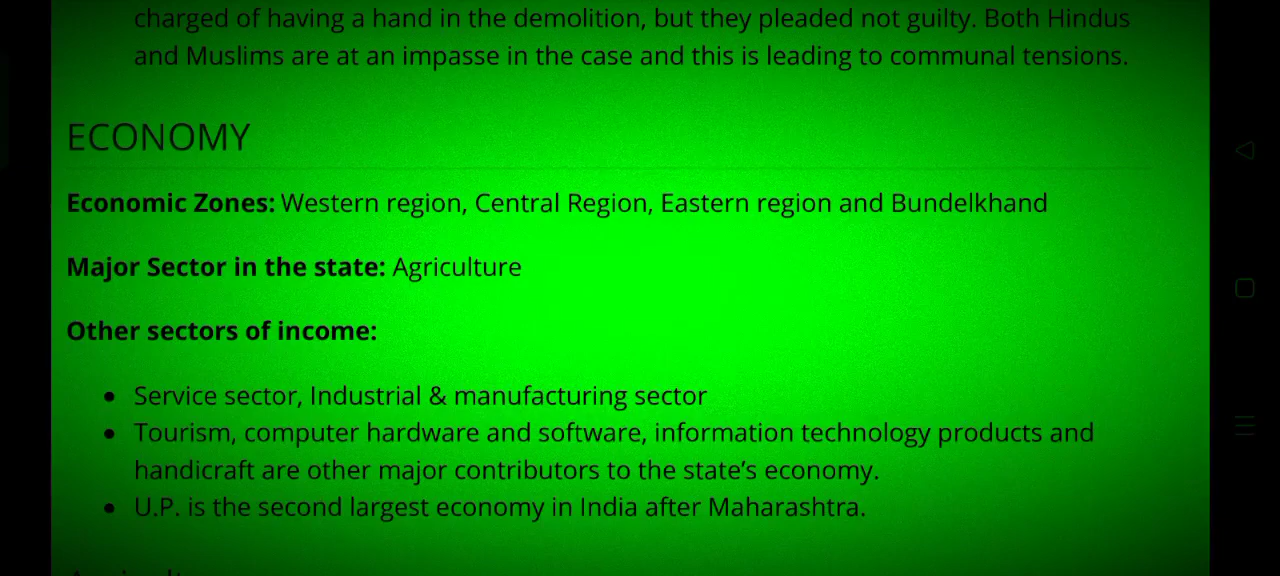 charged of having a hand in the demolition, but they pleaded not guilty. Both Hindus
and Muslims are at an impasse in the case and this is leading to communal tensions.
ECONOMY
Economic Zones: Western region, Central Region, Eastern region and Bundelkhand
Major Sector in the state: Agriculture
Other sectors of income:
• Service sector, Industrial & manufacturing sector
• Tourism, computer hardware and software, information technology products and
handicraft are other major contributors to the state’s economy.
• U.P. is the second largest economy in India after Maharashtra.